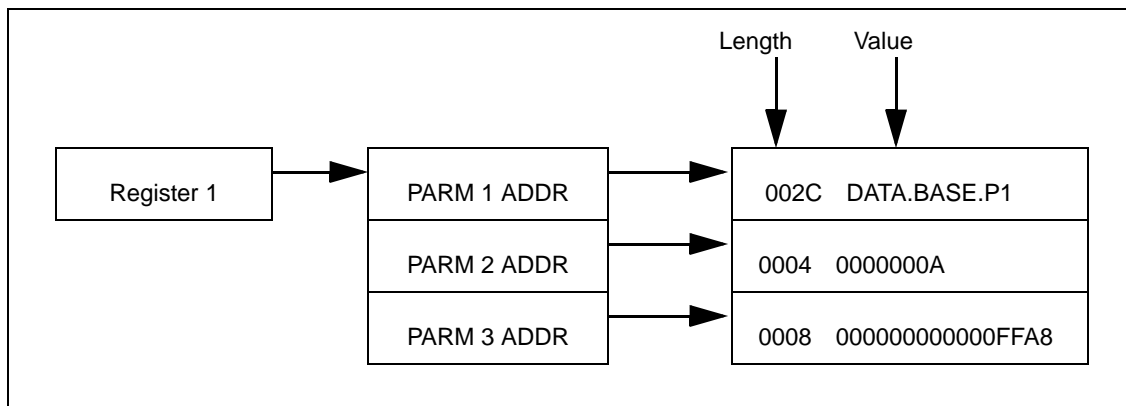 Length Value
Register 1 PARM 1 ADDR 002C DATA.BASE.P1
PARM 2 ADDR 0004 0000000A
PARM 3 ADDR 0008 000000000000FFA8